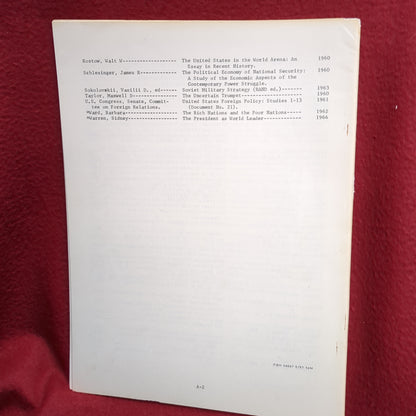 Rostow, Walt W---------------- The United States in the World Arena: An 1960
Essay in Recent History.
Schlesinger, James R---------- The Political Economy of National Security: 1960
A Study of the Economic Aspects of the
Contemporary Power Struggle.
Sokolovskii, Vasilii D., ed----- Soviet Military Strategy (RAND ed.)------- 1963
Taylor, Maxwell D------------- The Uncertain Trumpet--------------------- 1960
U.S. Congress, Senate, Commit- United States Foreign Policy: Studies 1-13 1961
tee on Foreign Relations. (Document No. 21).
*Ward, Barbara---------------- The Rich Nations and the Poor Nations----- 1962
*Warren, Sidney--------------- The President as World Leader------------- 1966
A-2